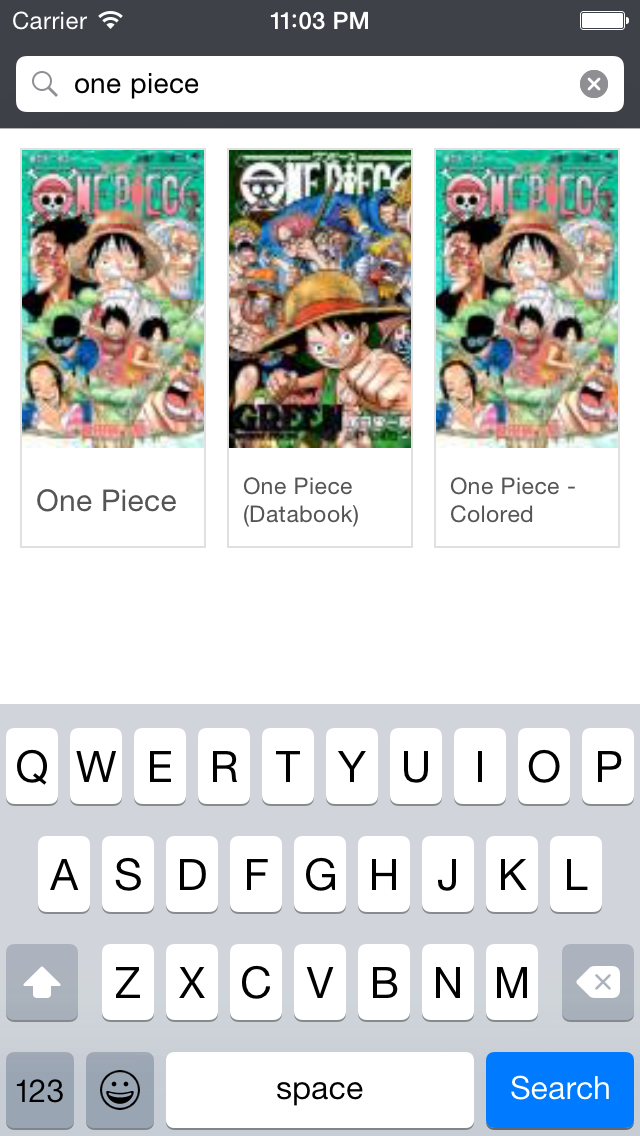 Carrier 11:03 PM
one piece
ONE PIECE ONE PIECE ONE PIECE
GREEN
One Piece
One Piece
(Databook)
One Piece -
Colored
Q W E R T Y U I O P
A S D F G H J K L
Z X C V B N M
123 space Search